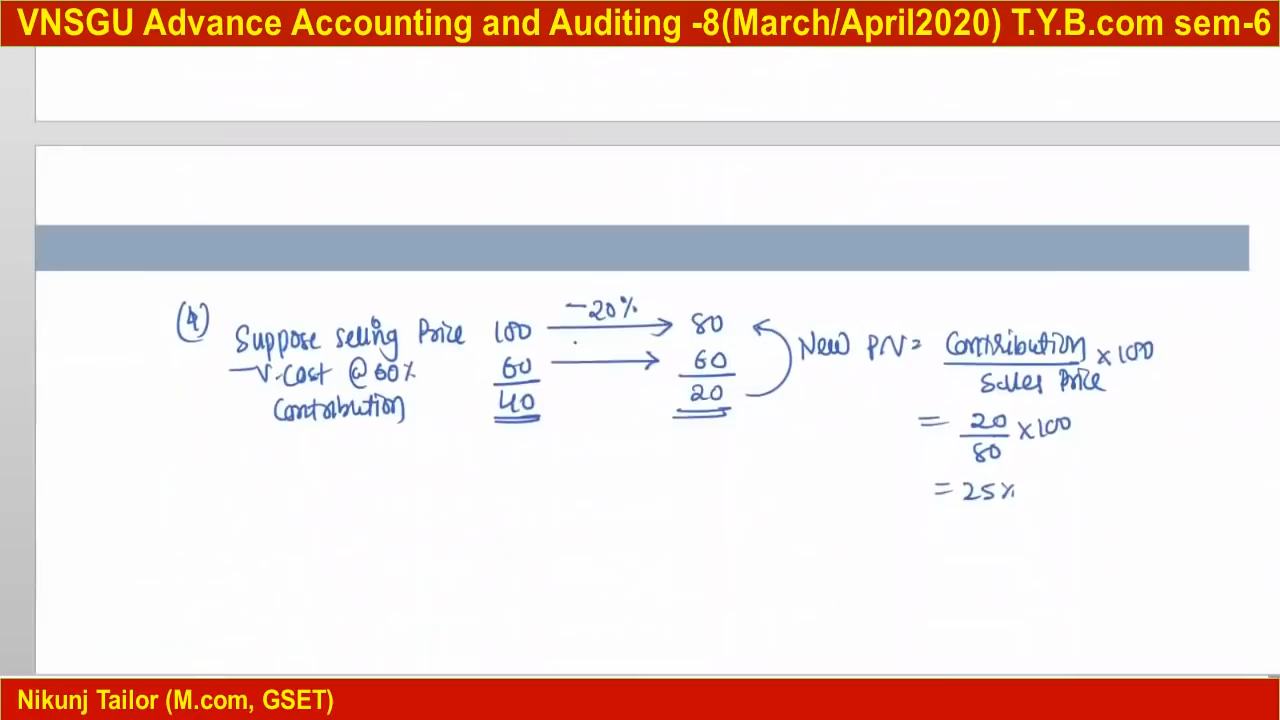 VNSGU Advance Accounting and Auditing -8(March/April2020) T.Y.B.com sem-6
(4)
Suppose selling Price 100 -20% 80
- V. Cost @ 60% 60 60
Contribution 40 20
New PV = Contribution / Sales Price × 100
= 20 / 80 × 100
= 25%
Nikunj Tailor (M.com, GSET)